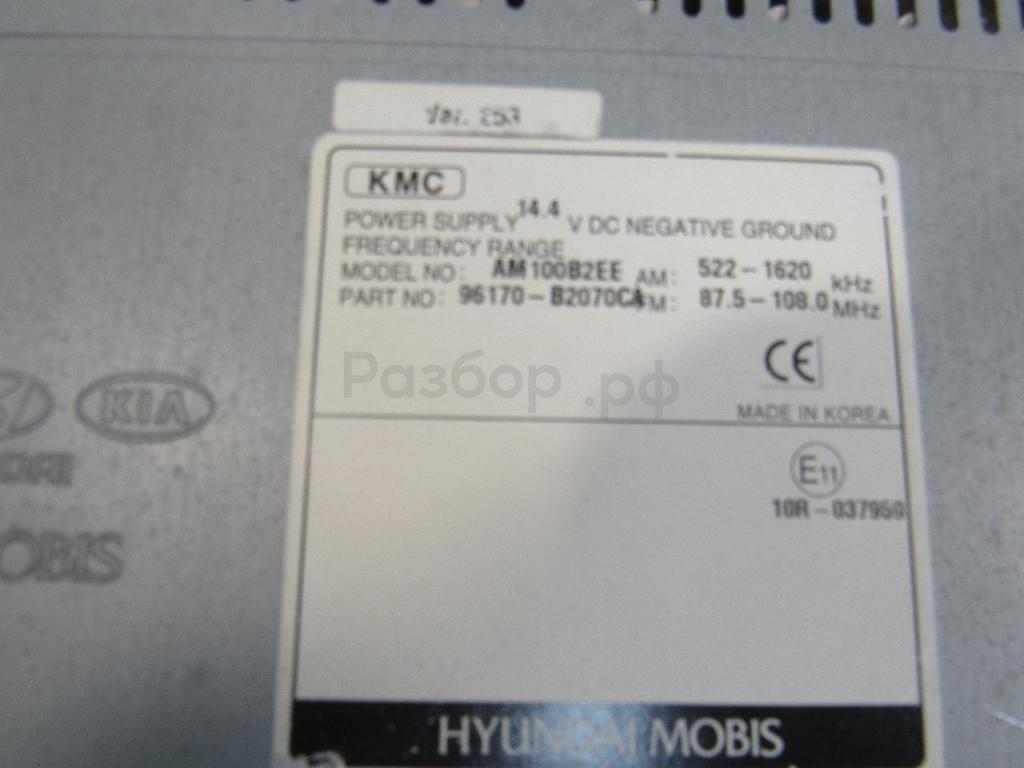 Ver. 253
KMC
POWER SUPPLY 14.4 V DC NEGATIVE GROUND
FREQUENCY RANGE
MODEL NO: AM100B2EE AM: 522-1620 kHz
PART NO: 96170-B2070CA FM: 87.5-108.0 MHz
CE
Разбор.рф
MADE IN KOREA
KIA
E11
10R-037950
MOBIS
HYUNDAI MOBIS